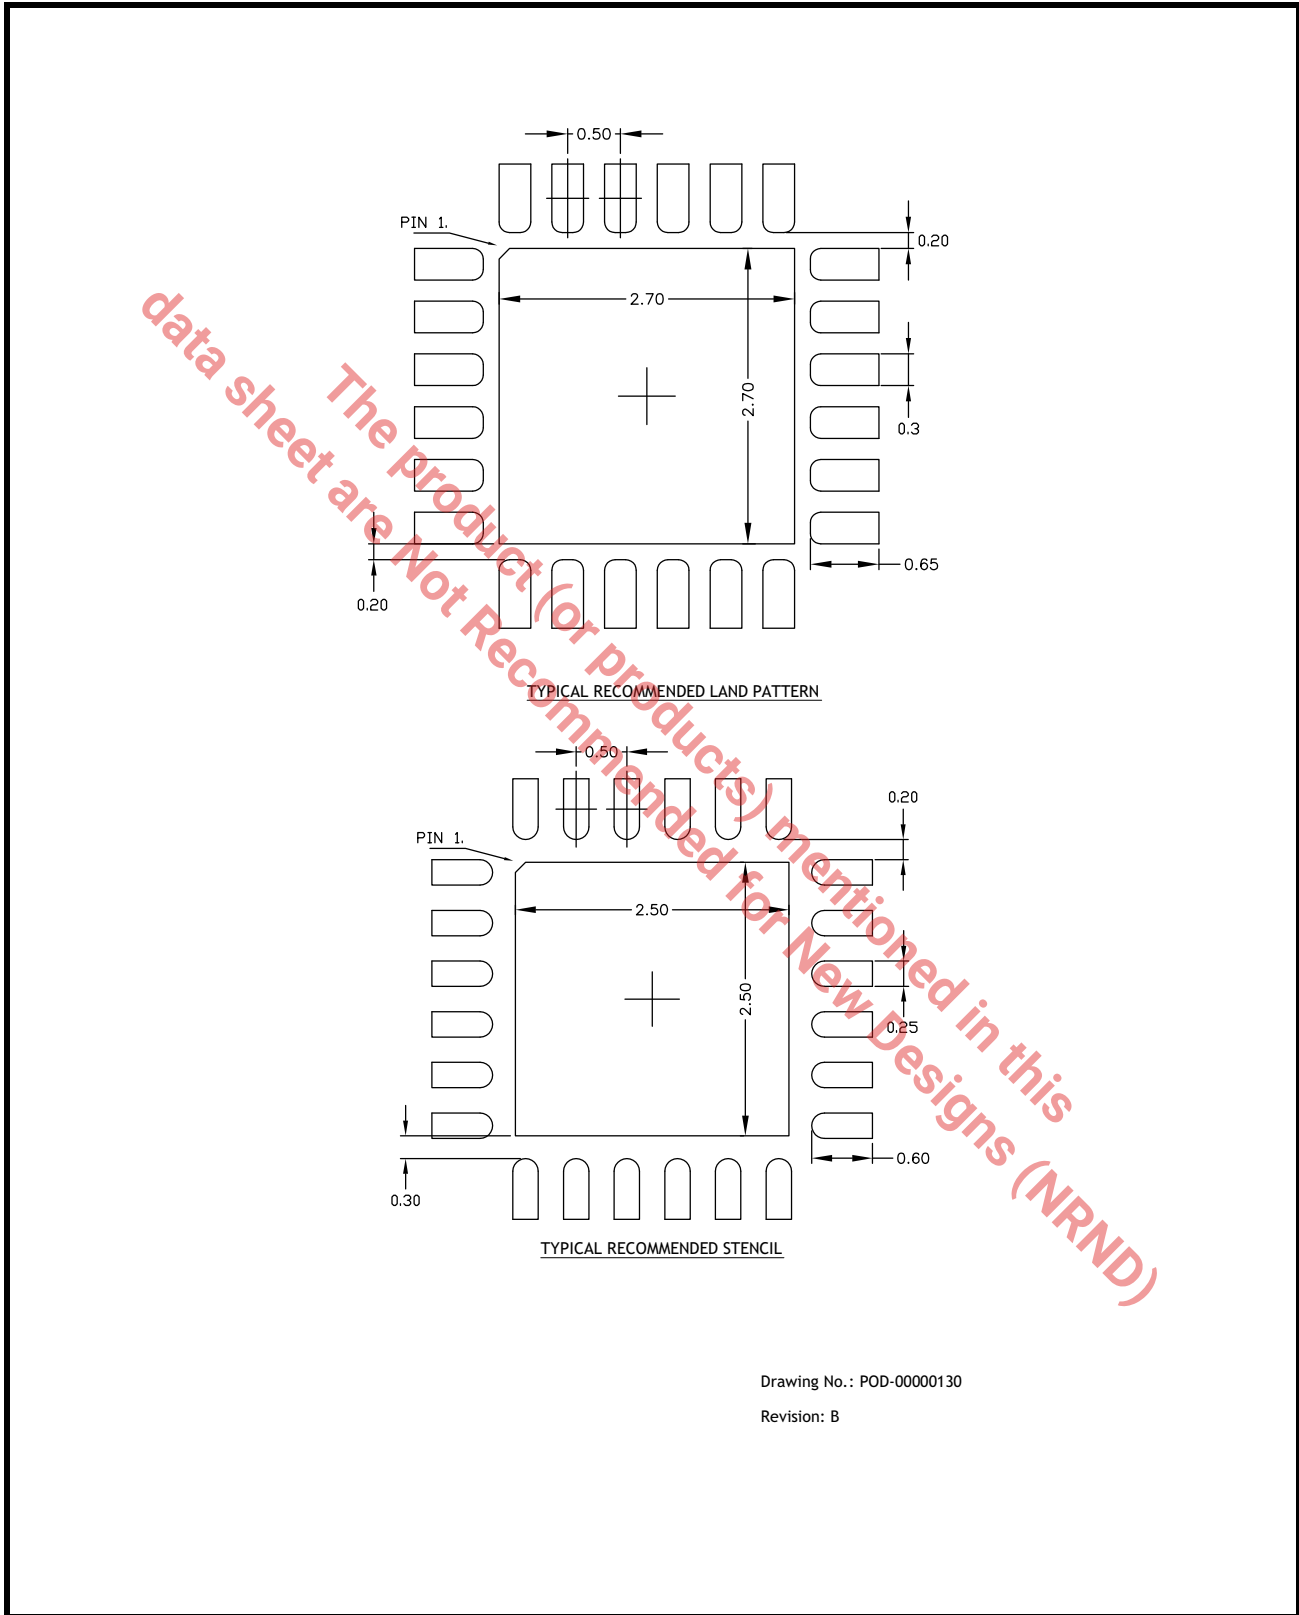 0.50
PIN 1.
0.20
2.70
2.70
0.3
0.65
0.20
TYPICAL RECOMMENDED LAND PATTERN
0.50
0.20
PIN 1.
2.50
2.50
0.25
0.60
0.30
TYPICAL RECOMMENDED STENCIL
The product (or products) mentioned in this
data sheet are Not Recommended for New Designs (NRND)
Drawing No.: POD-00000130
Revision: B